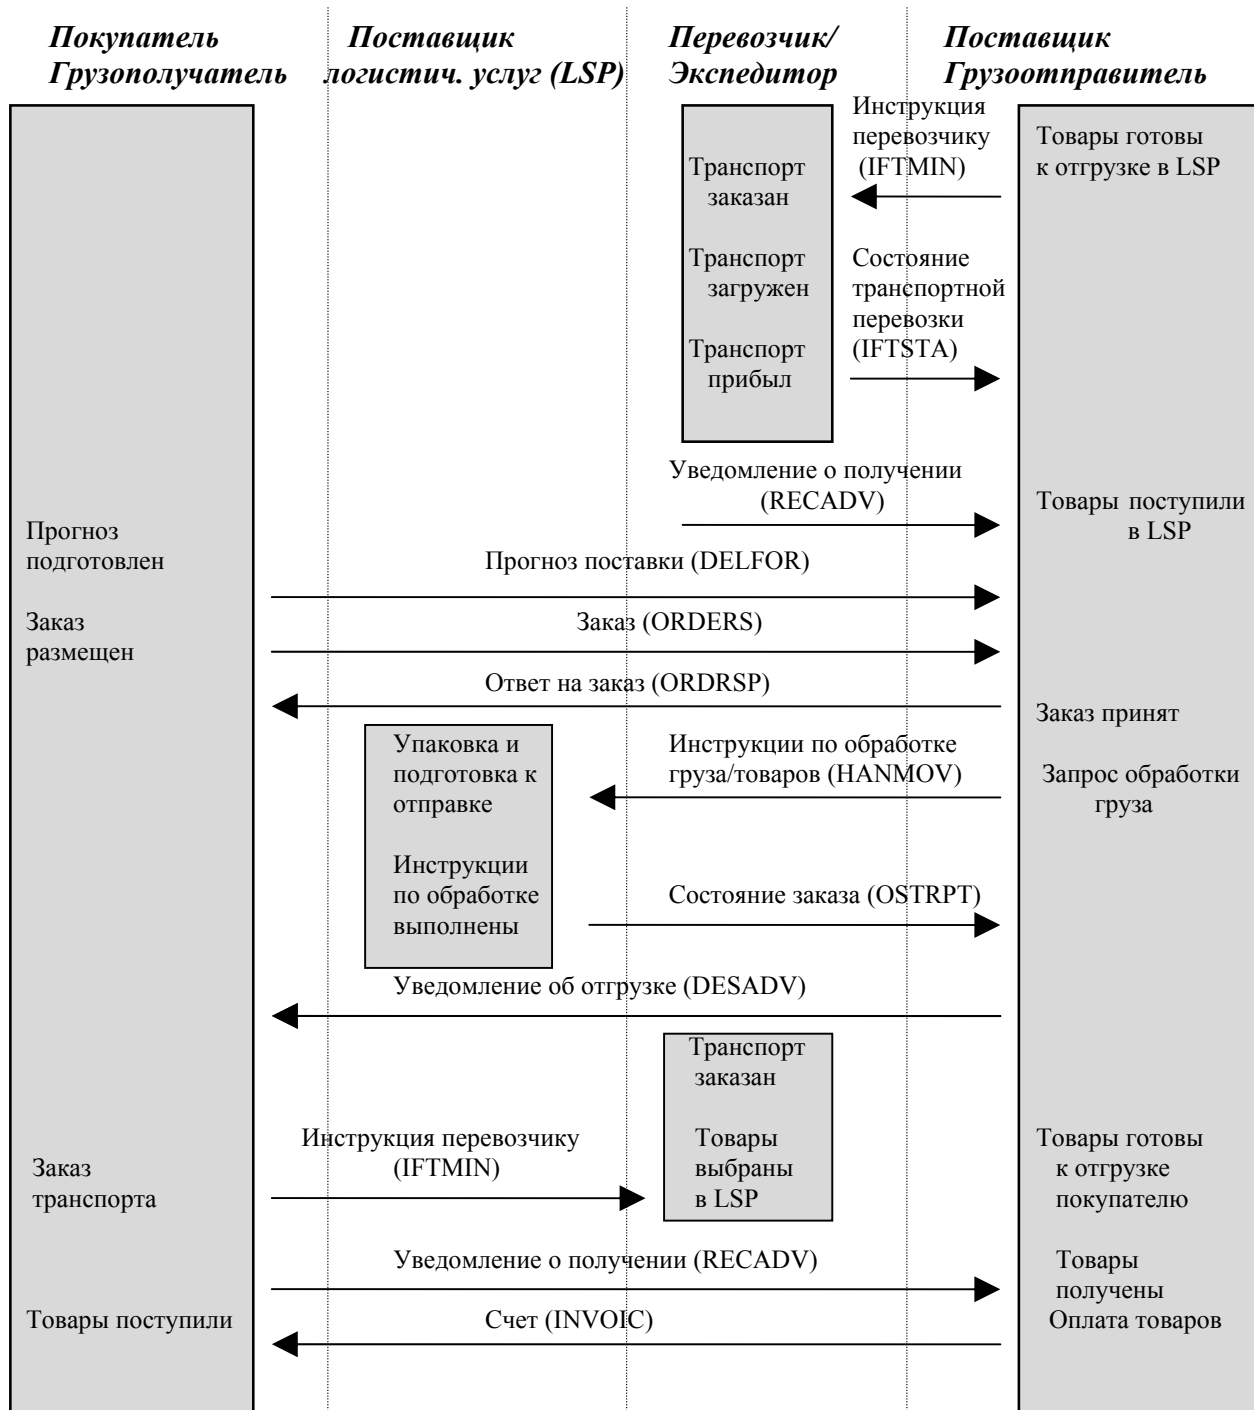 Покупатель
Грузополучатель
Поставщик
логистич. услуг (LSP)
Перевозчик/
Экспедитор
Поставщик
Грузоотправитель
Инструкция
перевозчику
(IFTMIN)
Товары готовы
к отгрузке в LSP
Транспорт
заказан
Транспорт
загружен
Состояние
транспортной
перевозки
(IFTSTA)
Транспорт
прибыл
Уведомление о получении
(RECADV)
Товары поступили
в LSP
Прогноз
подготовлен
Прогноз поставки (DELFOR)
Заказ
размещен
Заказ (ORDERS)
Ответ на заказ (ORDRSP)
Заказ принят
Упаковка и
подготовка к
отправке
Инструкции по обработке
груза/товаров (HANMOV)
Запрос обработки
груза
Инструкции
по обработке
выполнены
Состояние заказа (OSTRPT)
Уведомление об отгрузке (DESADV)
Транспорт
заказан
Инструкция перевозчику
(IFTMIN)
Товары
выбраны
в LSP
Товары готовы
к отгрузке
покупателю
Заказ
транспорта
Уведомление о получении (RECADV)
Товары
получены
Товары поступили
Счет (INVOIC)
Оплата товаров